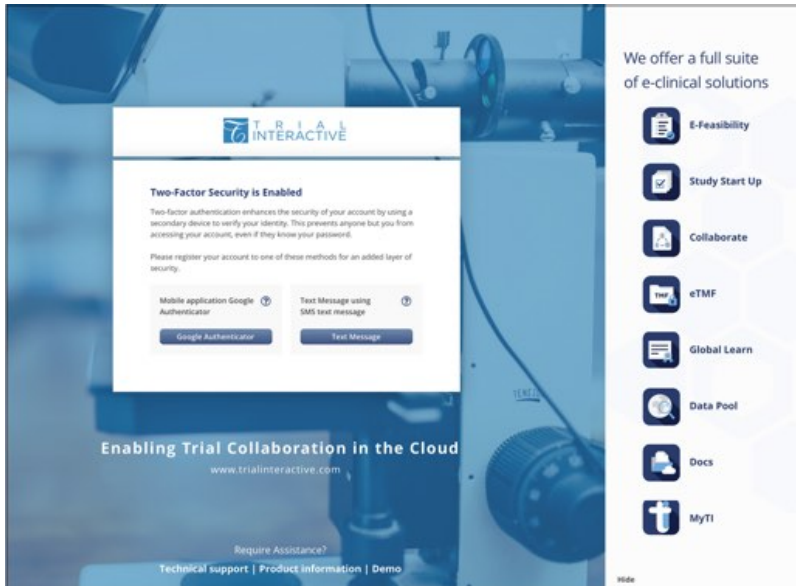 TRIAL
INTERACTIVE
Two-Factor Security is Enabled
Two-factor authentication enhances the security of your account by using a
secondary device to verify your identity. This prevents anyone but you from
accessing your account, even if they know your password.
Please register your account to one of these methods for an added layer of
security.
Mobile application Google
Authenticator
Google Authenticator
Text Message using
SMS text message
Text Message
Enabling Trial Collaboration in the Cloud
www.trialinteractive.com
Require Assistance?
Technical support | Product information | Demo
We offer a full suite
of e-clinical solutions
E-Feasibility
Study Start Up
Collaborate
TMF
eTMF
Global Learn
Data Pool
Docs
MyTI
Hide